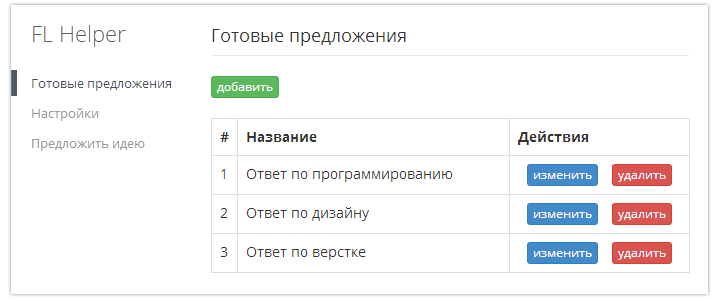 FL Helper
Готовые предложения
Настройки
Предложить идею
Готовые предложения
добавить
# Название Действия
1 Ответ по программированию изменить удалить
2 Ответ по дизайну изменить удалить
3 Ответ по верстке изменить удалить